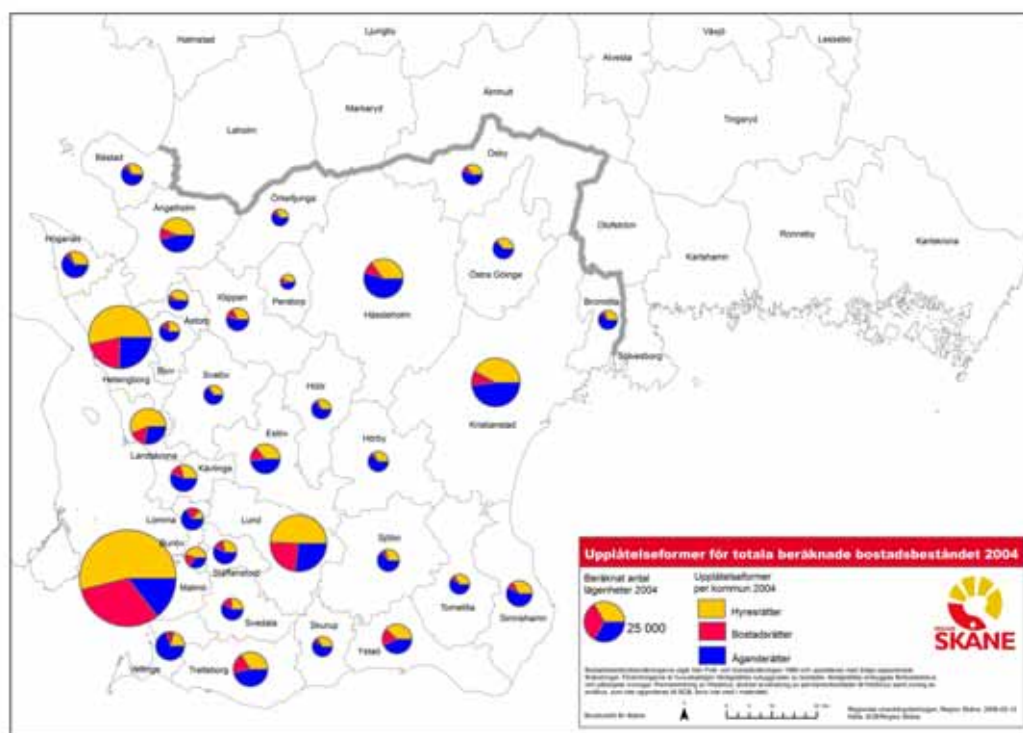 Halmstad
Ljungby
Växjö
Lessebo
Alvesta
Markaryd
Älmhult
Tingsryd
Laholm
Båstad
Osby
Örkelljunga
Ängelholm
Olofström
Ronneby
Karlskrona
Höganäs
Karlshamn
Östra Göinge
Klippan
Perstorp
Hässleholm
Bromölla
Åstorp
Sölvesborg
Bjuv
Helsingborg
Svalöv
Höör
Kristianstad
Landskrona
Eslöv
Hörby
Kävlinge
Lomma
Lund
Burlöv
Sjöbo
Staffanstorp
Malmö
Tomelilla
Simrishamn
Svedala
Skurup
Ystad
Vellinge
Trelleborg
Upplåtelseformer för totala beräknade bostadsbeståndet 2004
Beräknat antal
lägenheter 2004
25 000
Upplåtelseformer
per kommun 2004
Hyresrätter
Bostadsrätter
Äganderätter
REGION
SKÅNE